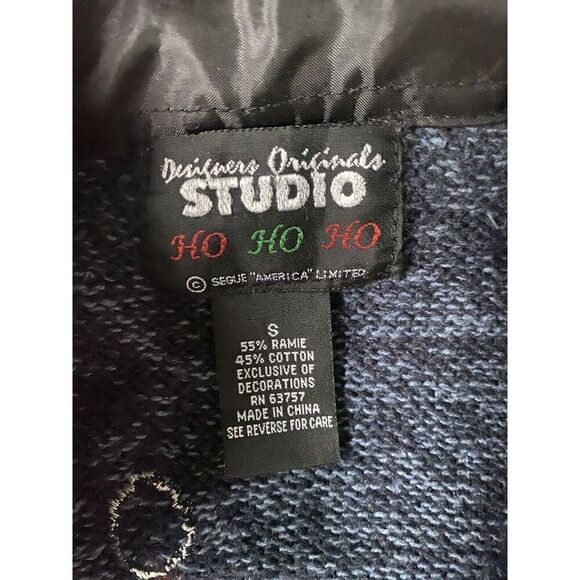 Designers Originals
STUDIO
HO HO HO
© SEGUE "AMERICA" LIMITED
S
55% RAMIE
45% COTTON
EXCLUSIVE OF
DECORATIONS
RN 63757
MADE IN CHINA
SEE REVERSE FOR CARE